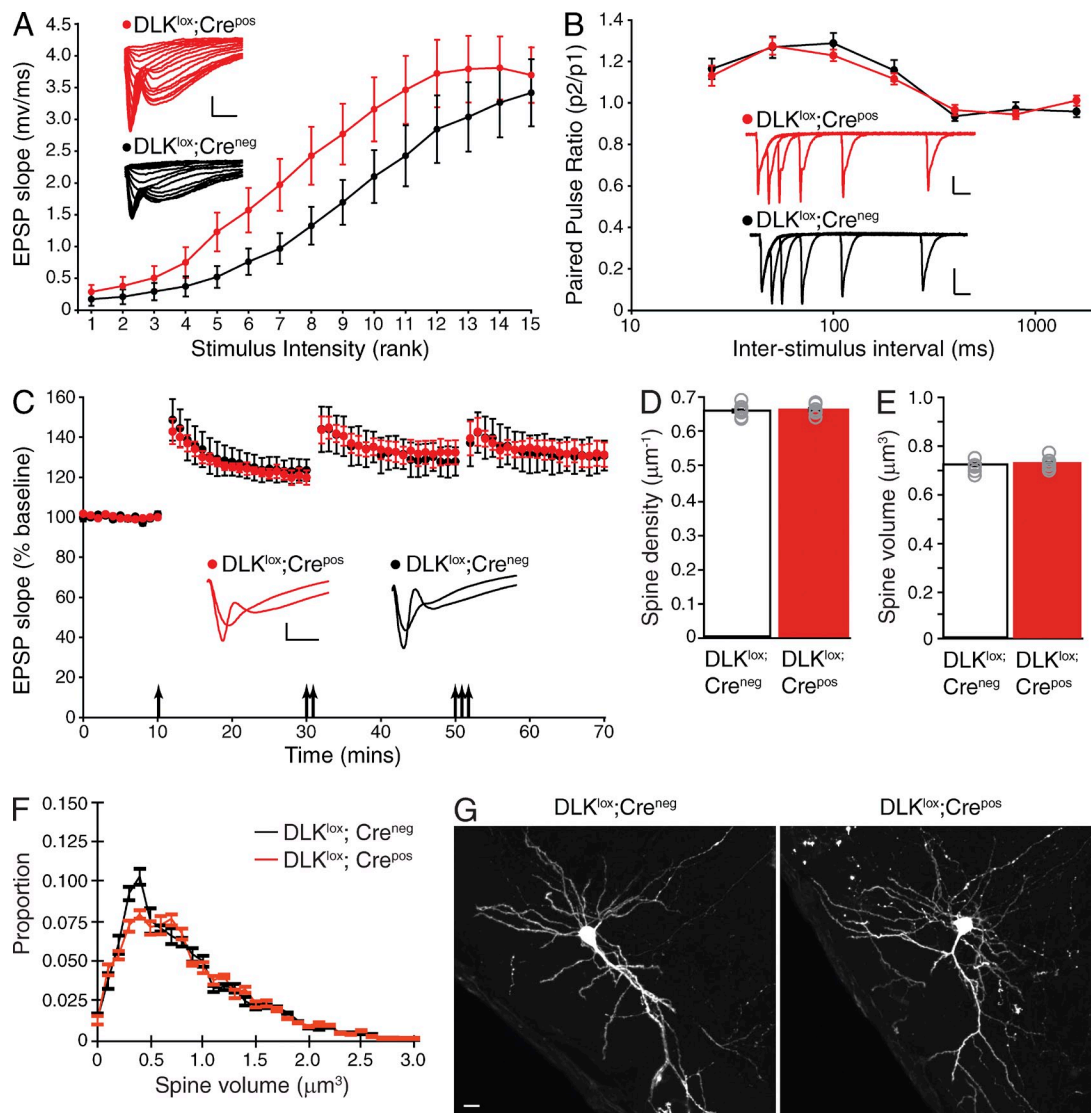 A
DLKlox;Crepos
DLKlox;Creneg
EPSP slope (mv/ms)
4.5
4.0
3.5
3.0
2.5
2.0
1.5
1.0
0.5
0
1 2 3 4 5 6 7 8 9 10 11 12 13 14 15
Stimulus Intensity (rank)
B
Paired Pulse Ratio (p2/p1)
1.4
1.2
1.0
0.8
0.6
0.4
0.2
0
DLKlox;Crepos
DLKlox;Creneg
10 100 1000
Inter-stimulus interval (ms)
C
EPSP slope (% baseline)
160
140
120
100
80
60
40
20
0
DLKlox;Crepos
DLKlox;Creneg
0 10 20 30 40 50 60 70
Time (mins)
D
Spine density (μm-1)
0.7
0.6
0.5
0.4
0.3
0.2
0.1
0
DLKlox;
Creneg
DLKlox;
Crepos
E
Spine volume (μm3)
1.0
0.8
0.6
0.4
0.2
0
DLKlox;
Creneg
DLKlox;
Crepos
F
Proportion
0.150
0.125
0.100
0.075
0.050
0.025
0
DLKlox; Creneg
DLKlox; Crepos
0 0.5 1.0 1.5 2.0 2.5 3.0
Spine volume (μm3)
G
DLKlox;Creneg
DLKlox;Crepos